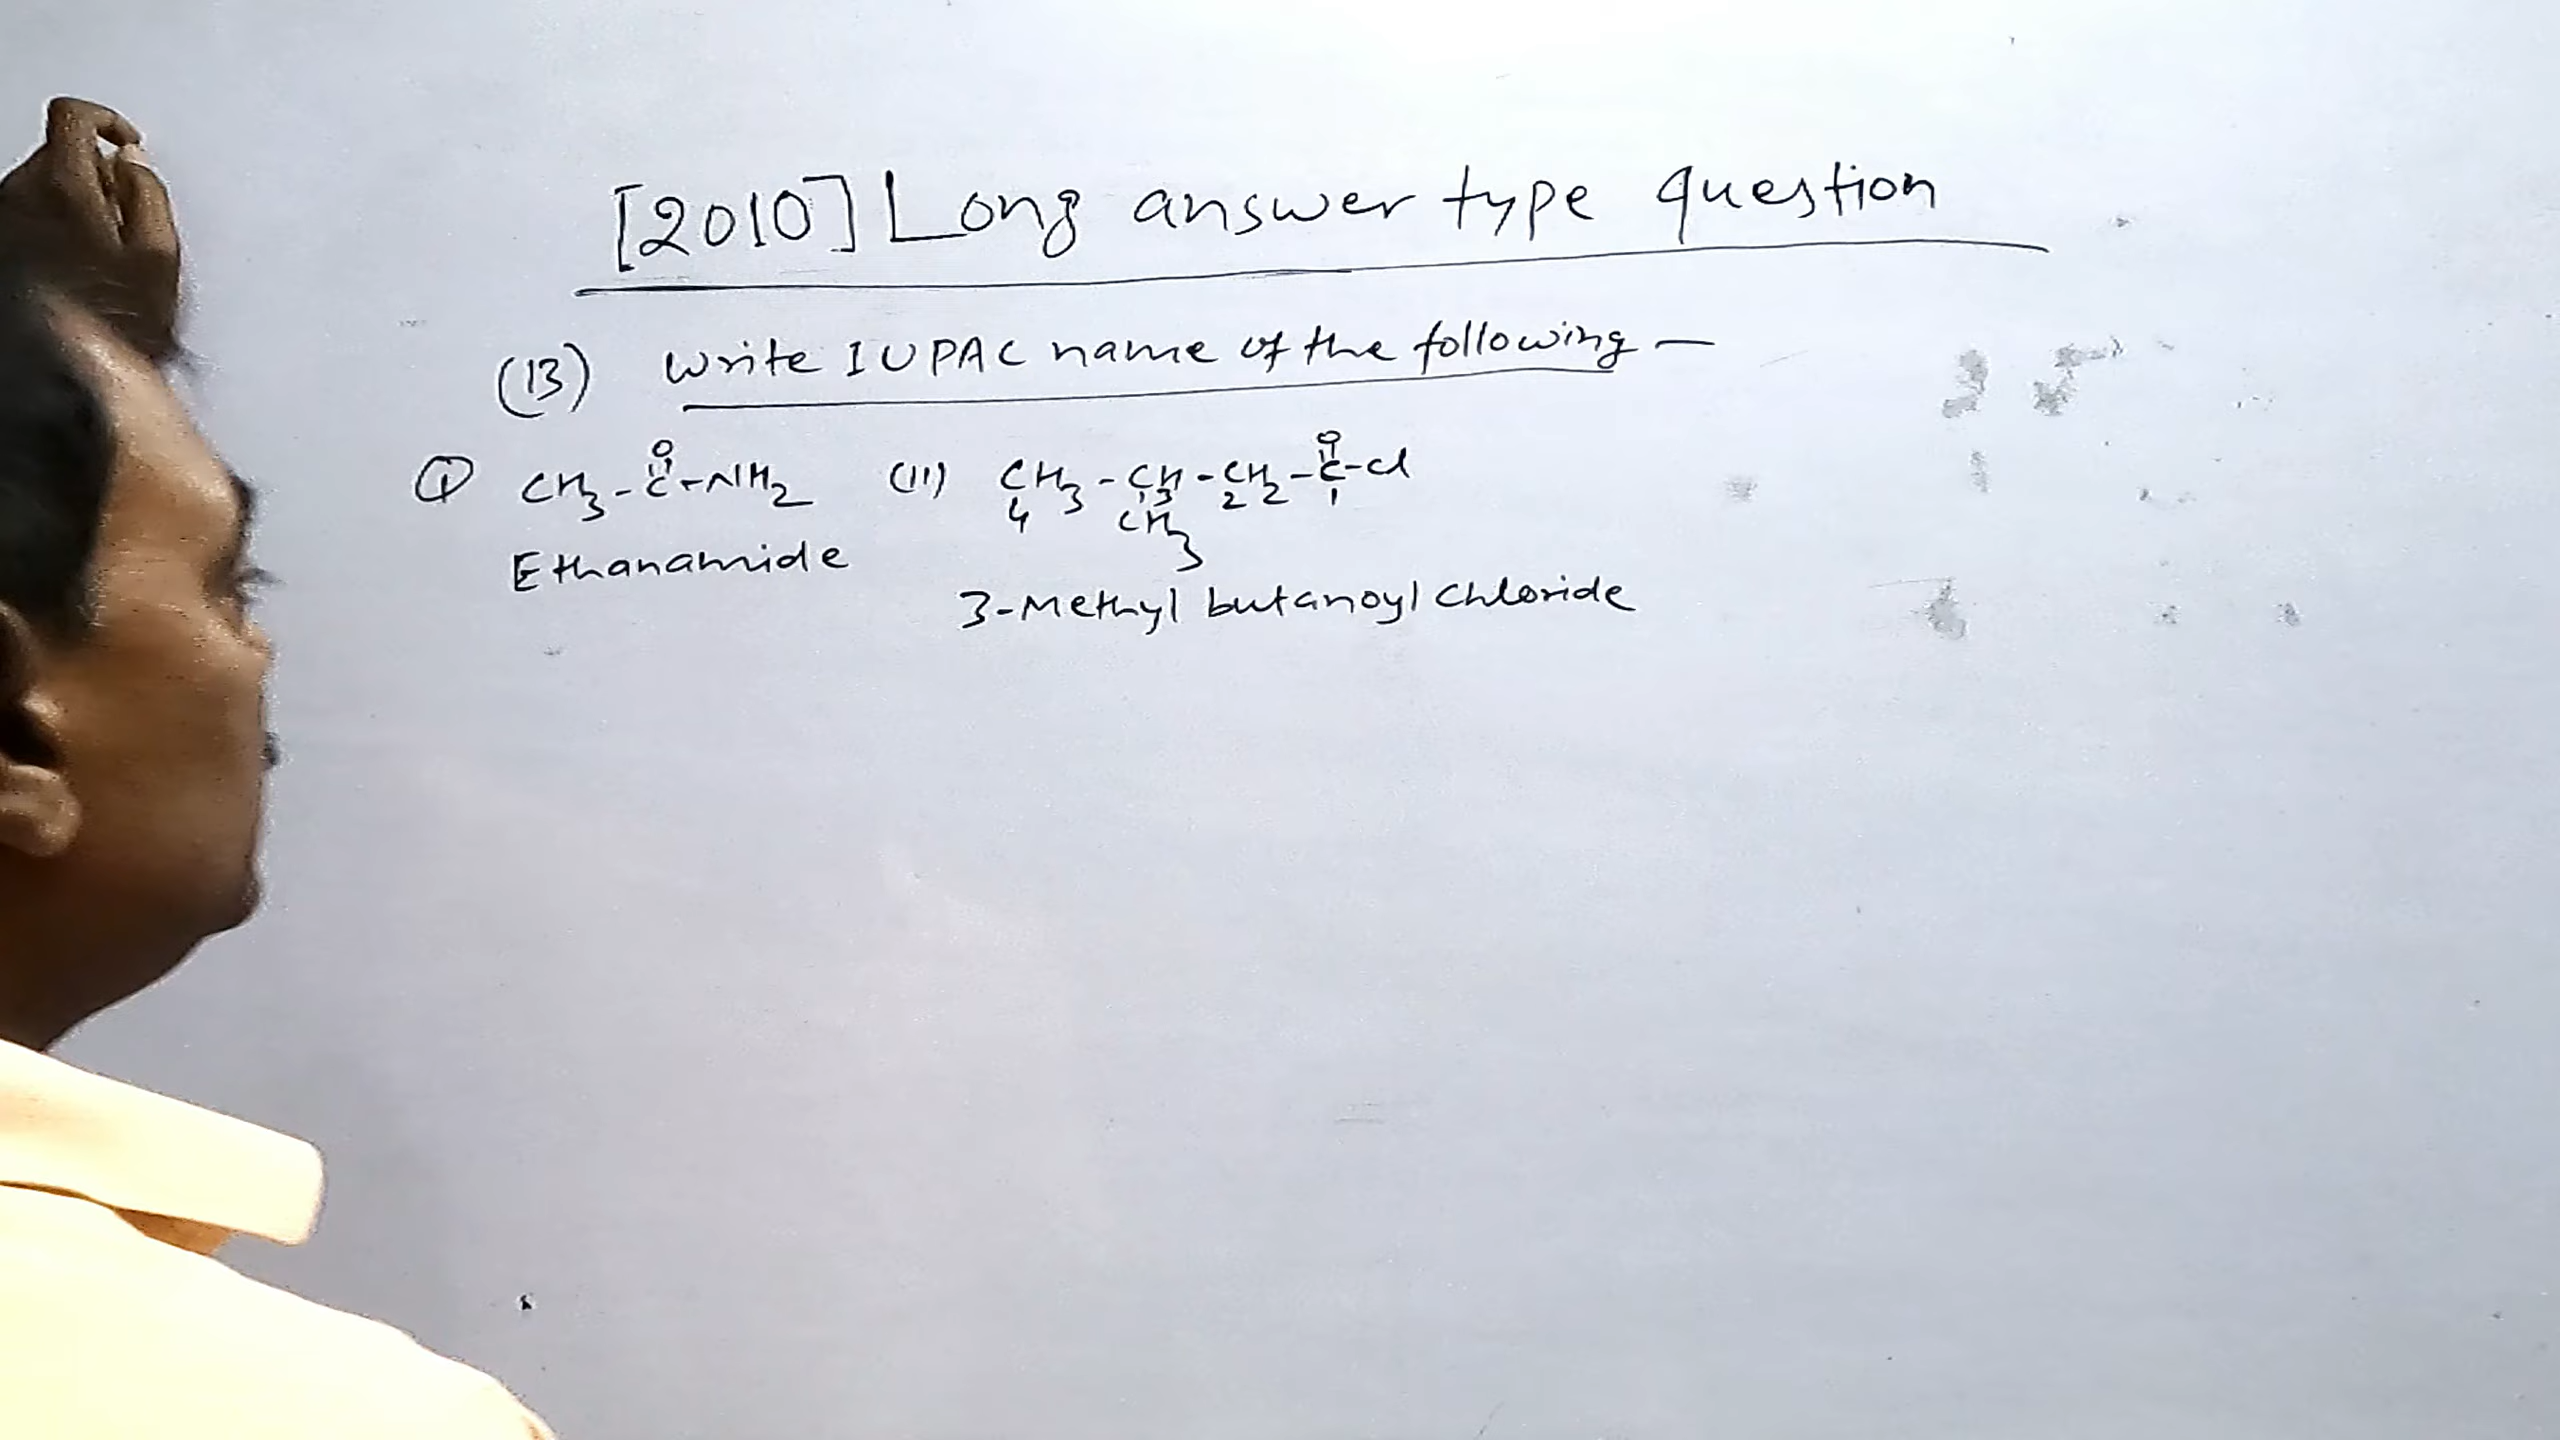 [2010] Long answer type question
(13) Write IUPAC name of the following —
(I) CH3-C-NH2 (II) CH3-CH-CH2-C-Cl
O O
4 3 2 1
CH3
Ethanamide
3-Methyl butanoyl chloride